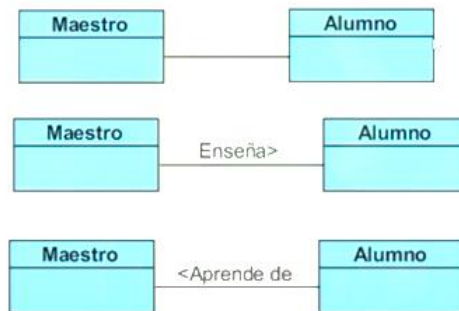 Maestro
Alumno
Maestro
Enseña>
Alumno
Maestro
<Aprende de
Alumno